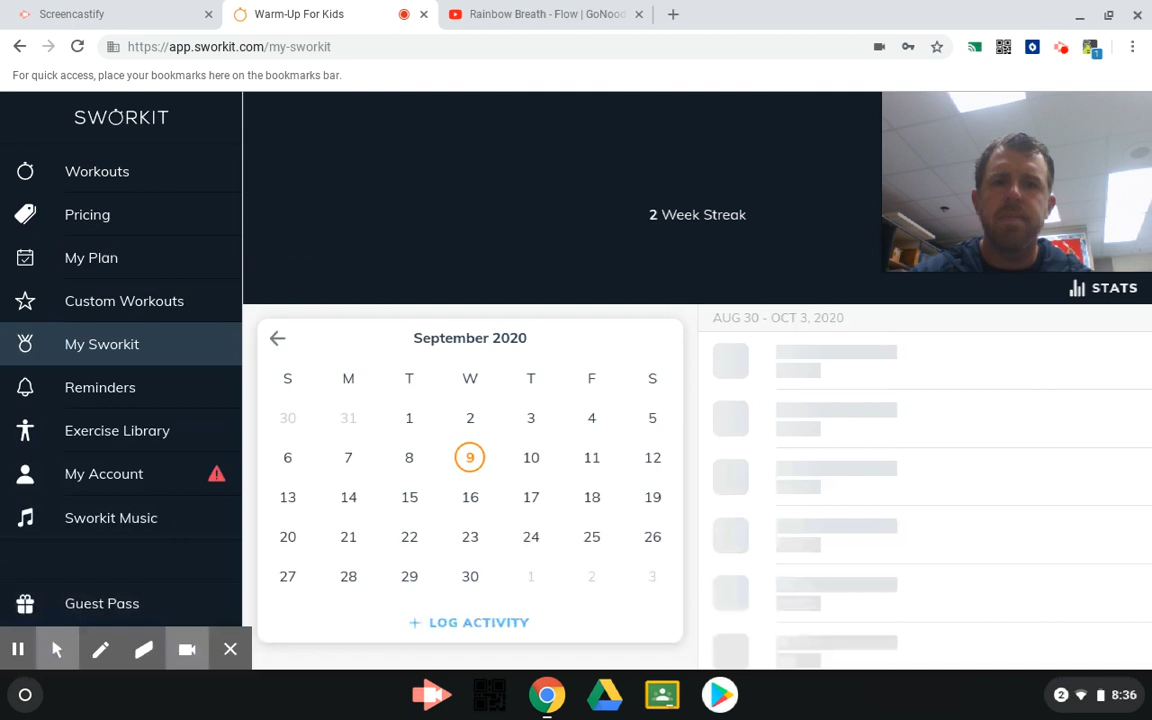 Screencastify
Warm-Up For Kids
Rainbow Breath - Flow | GoNood
https://app.sworkit.com/my-sworkit
1
For quick access, place your bookmarks here on the bookmarks bar.
SWORKIT
Workouts
Pricing
My Plan
Custom Workouts
My Sworkit
Reminders
Exercise Library
My Account
Sworkit Music
Guest Pass
2 Week Streak
STATS
September 2020
S M T W T F S
30 31 1 2 3 4 5
6 7 8 9 10 11 12
13 14 15 16 17 18 19
20 21 22 23 24 25 26
27 28 29 30 1 2 3
+ LOG ACTIVITY
AUG 30 - OCT 3, 2020
2 8:36